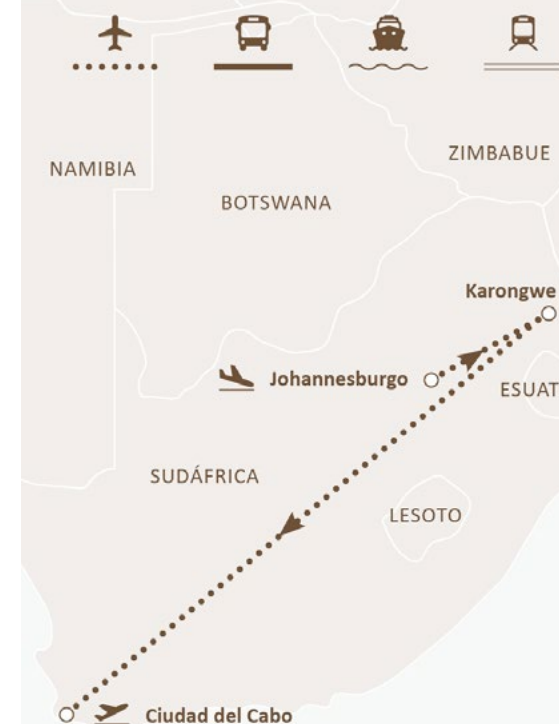 NAMIBIA
ZIMBABUE
BOTSWANA
Karongwe
Johannesburgo
ESUAT
SUDÁFRICA
LESOTO
Ciudad del Cabo